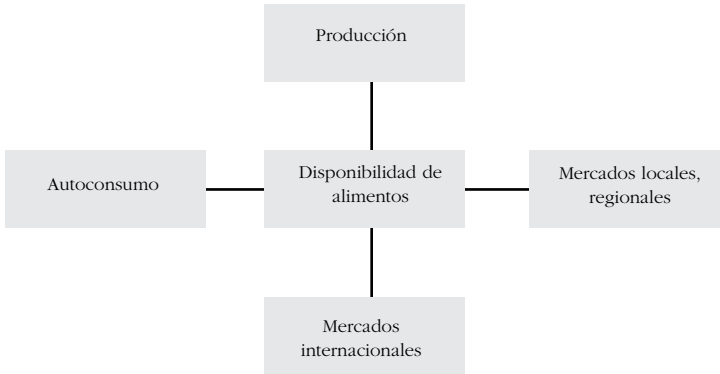 Producción
Autoconsumo
Disponibilidad de
alimentos
Mercados locales,
regionales
Mercados
internacionales